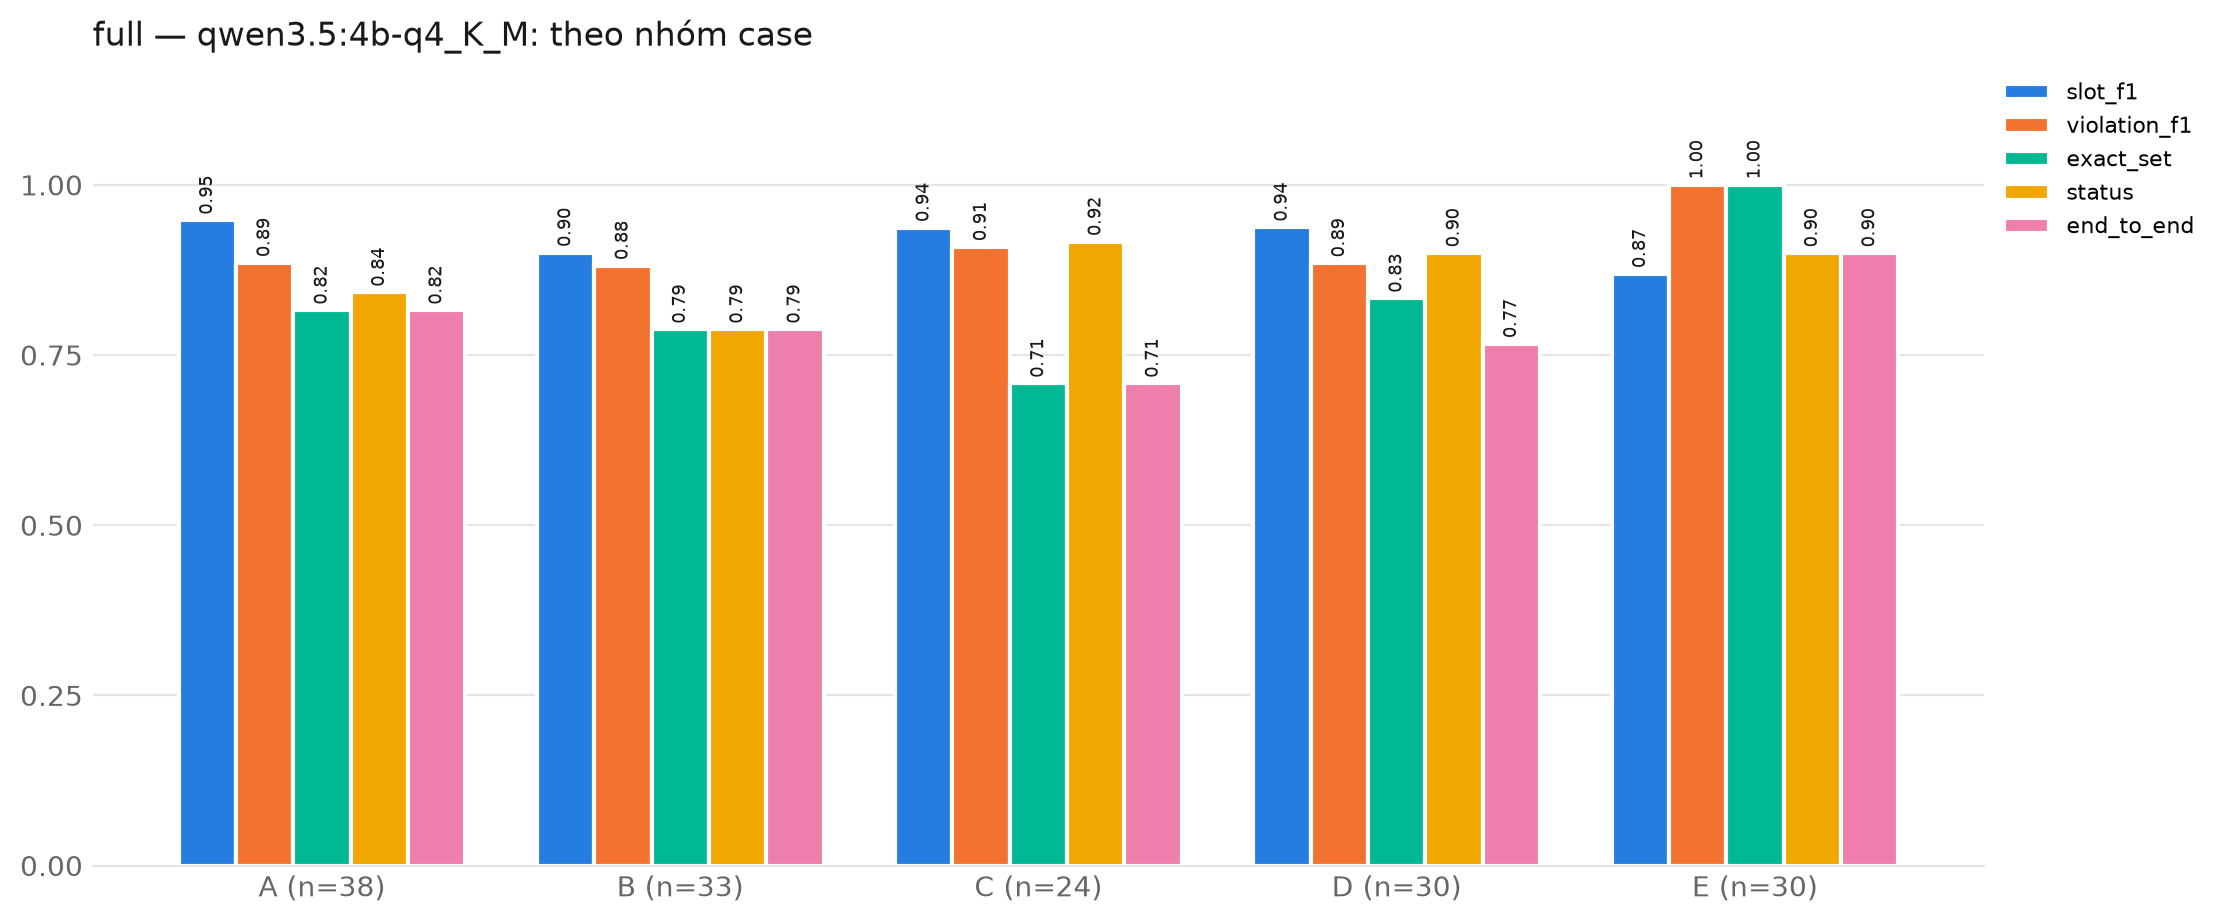 full — qwen3.5:4b-q4_K_M: theo nhóm case
slot_f1
violation_f1
exact_set
status
end_to_end
1.00
0.75
0.50
0.25
0.00
0.95
0.89
0.82
0.84
0.82
0.90
0.88
0.79
0.79
0.79
0.94
0.91
0.71
0.92
0.71
0.94
0.89
0.83
0.90
0.77
0.87
1.00
1.00
0.90
0.90
A (n=38)
B (n=33)
C (n=24)
D (n=30)
E (n=30)